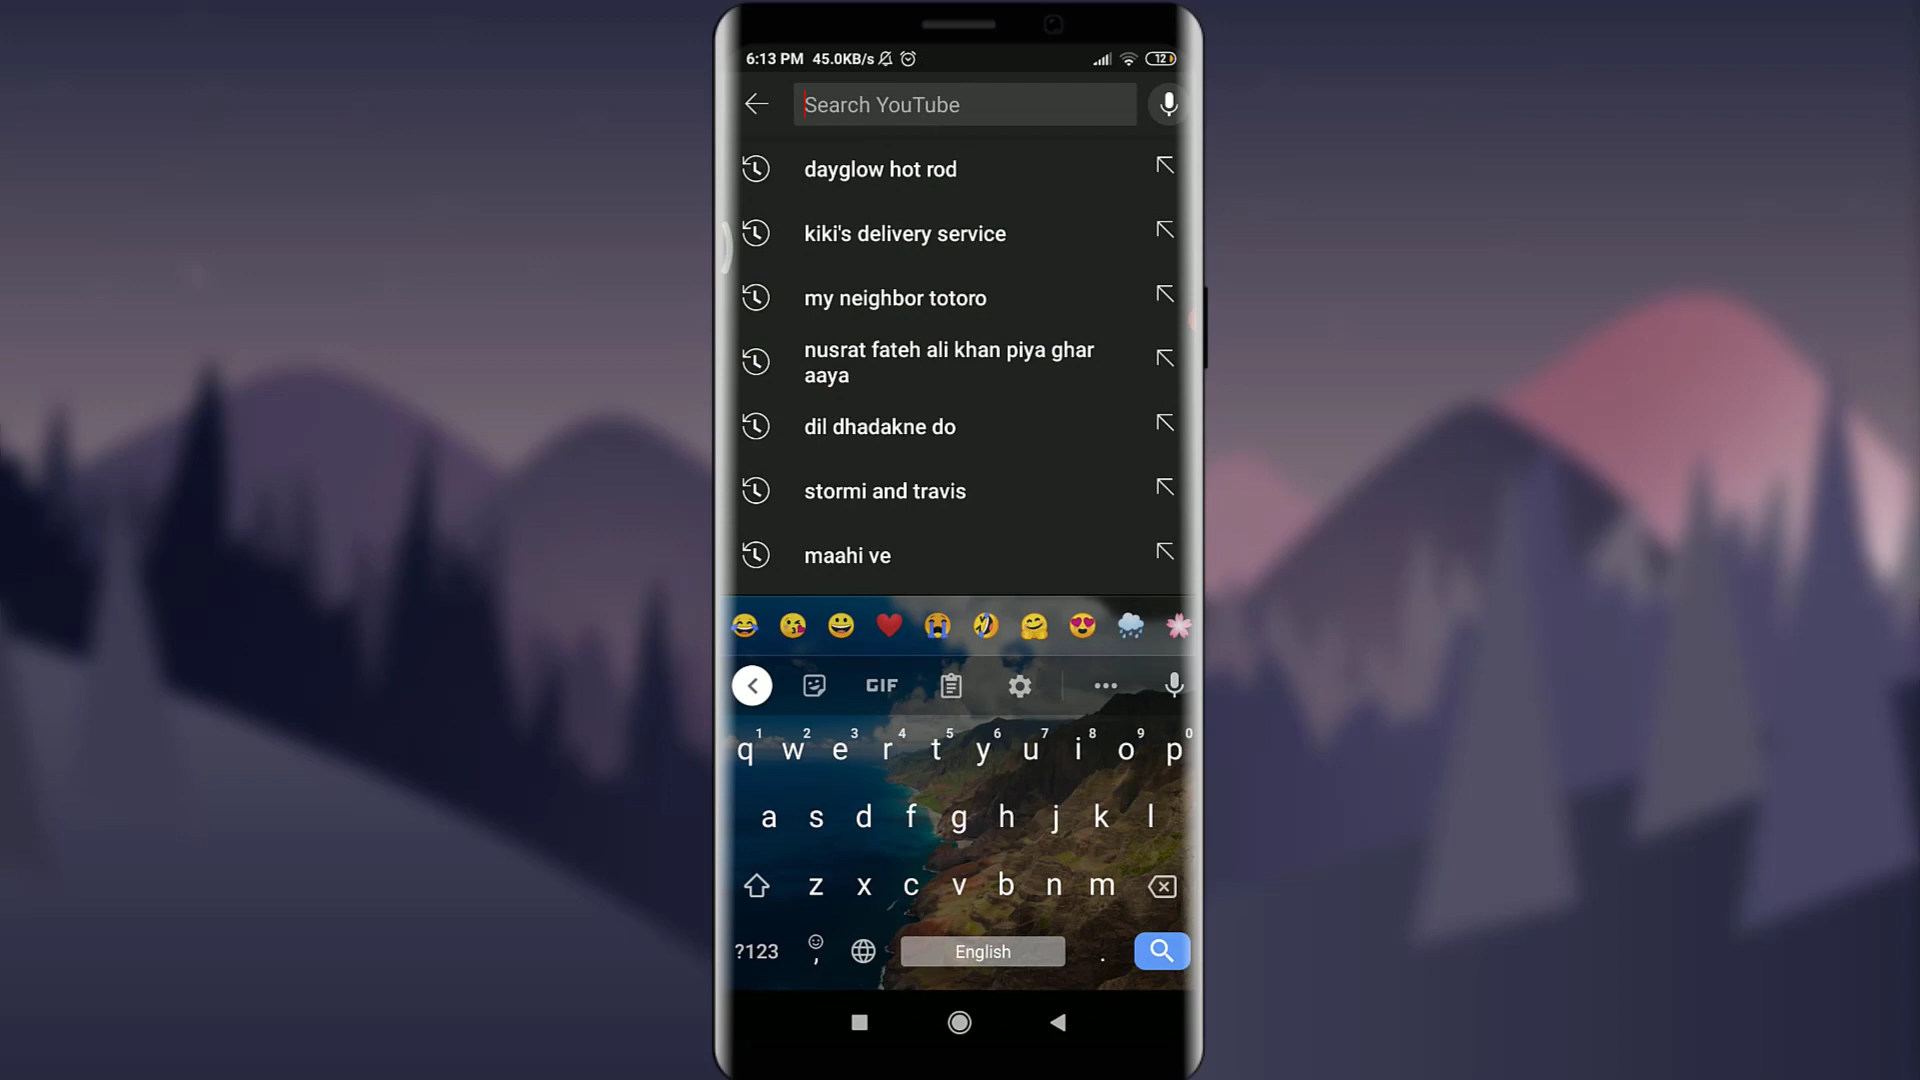 6:13 PM 45.0KB/s 12
Search YouTube
dayglow hot rod
kiki's delivery service
my neighbor totoro
nusrat fateh ali khan piya ghar
aaya
dil dhadakne do
stormi and travis
maahi ve
GIF
1 2 3 4 5 6 7 8 9 0
q w e r t y u i o p
a s d f g h j k l
z x c v b n m
?123 , English .